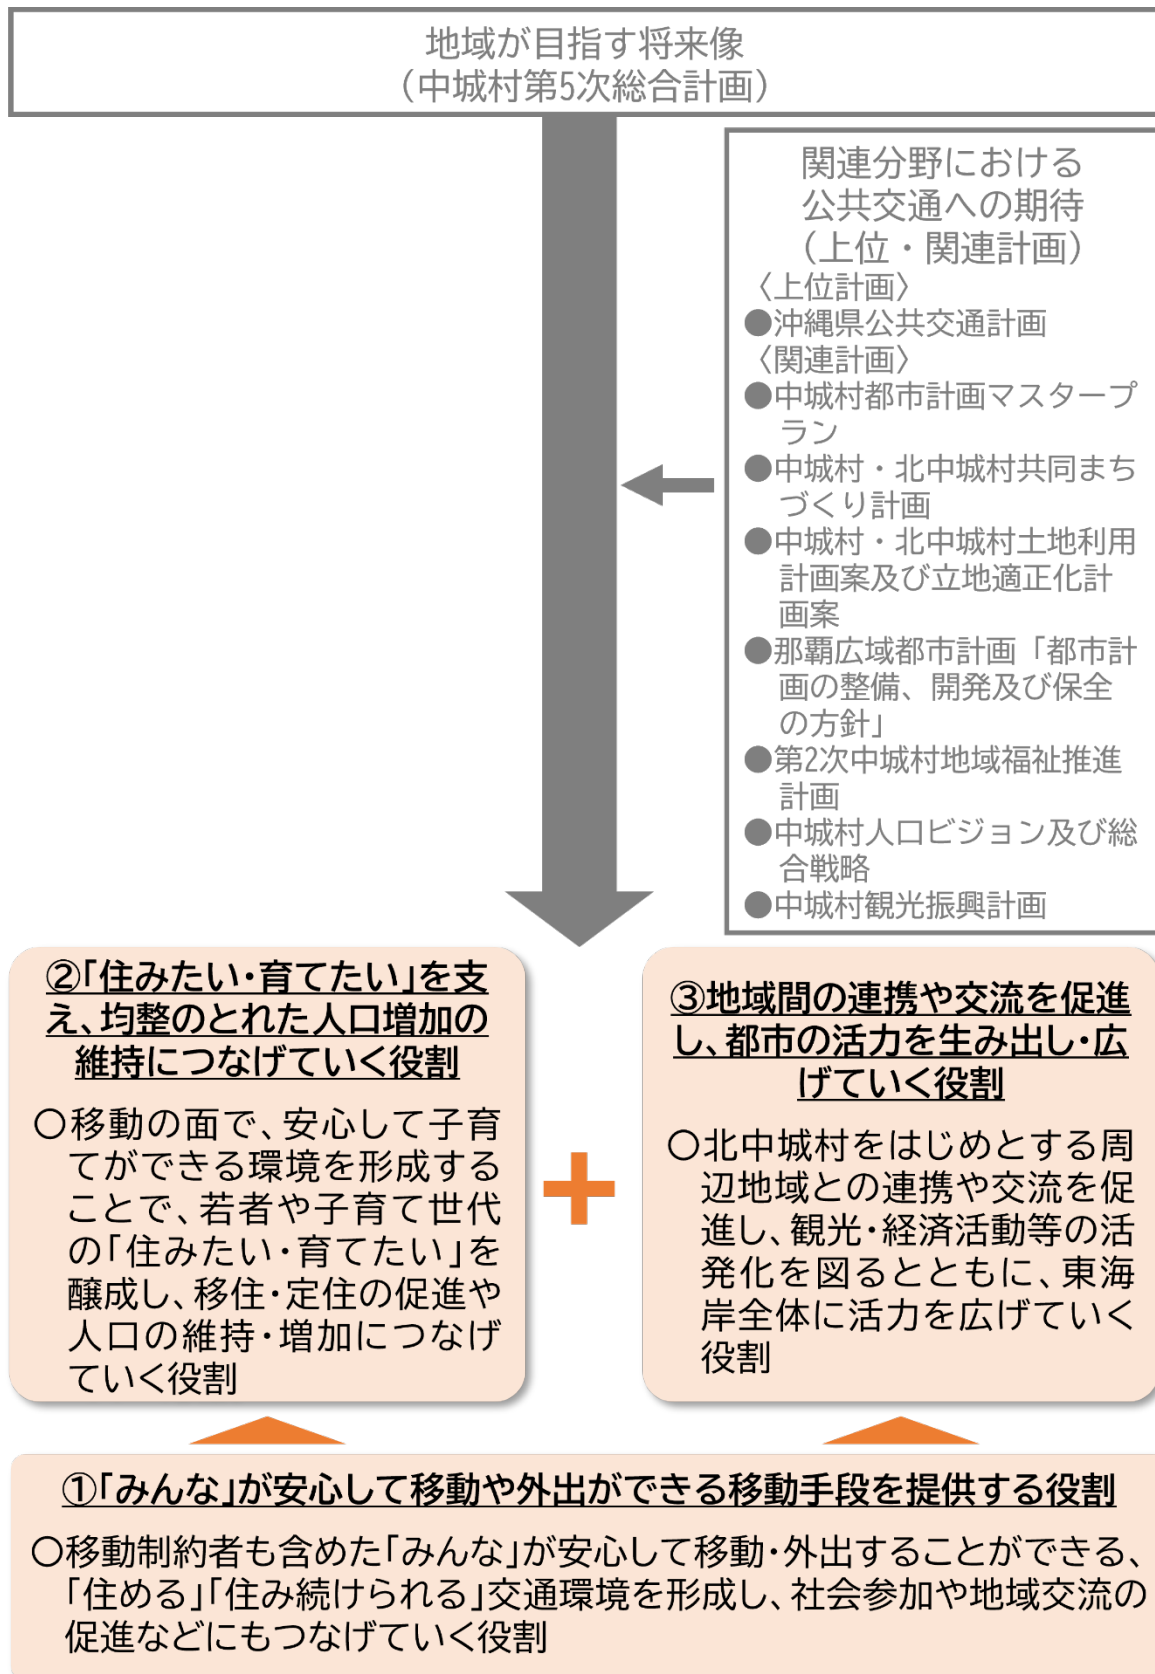 地域が目指す将来像
（中城村第5次総合計画）
関連分野における
公共交通への期待
（上位・関連計画）
〈上位計画〉
●沖縄県公共交通計画
〈関連計画〉
●中城村都市計画マスタープ
ラン
●中城村・北中城村共同まち
づくり計画
●中城村・北中城村土地利用
計画案及び立地適正化計
画案
●那覇広域都市計画「都市計
画の整備、開発及び保全
の方針」
●第2次中城村地域福祉推進
計画
●中城村人口ビジョン及び総
合戦略
●中城村観光振興計画
②「住みたい・育てたい」を支
え、均整のとれた人口増加の
維持につなげていく役割
○移動の面で、安心して子育
てができる環境を形成する
ことで、若者や子育て世代
の「住みたい・育てたい」を
醸成し、移住・定住の促進や
人口の維持・増加につなげ
ていく役割
③地域間の連携や交流を促進
し、都市の活力を生み出し・広
げていく役割
○北中城村をはじめとする周
辺地域との連携や交流を促
進し、観光・経済活動等の活
発化を図るとともに、東海
岸全体に活力を広げていく
役割
①「みんな」が安心して移動や外出ができる移動手段を提供する役割
○移動制約者も含めた「みんな」が安心して移動・外出することができる、
「住める」「住み続けられる」交通環境を形成し、社会参加や地域交流の
促進などにもつなげていく役割